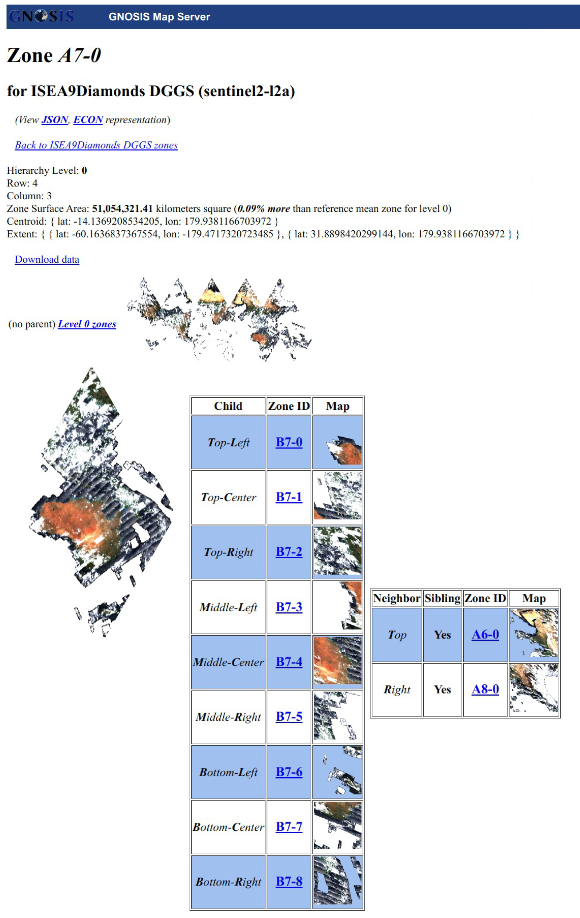 GNOSIS GNOSIS Map Server
Zone A7-0
for ISEA9Diamonds DGGS (sentinel2-l2a)
(View JSON, ECON representation)
Back to ISEA9Diamonds DGGS zones
Hierarchy Level: 0
Row: 4
Column: 3
Zone Surface Area: 51,054,321.41 kilometers square (0.09% more than reference mean zone for level 0)
Centroid: { lat: -14.1369208534205, lon: 179.9381166703972 }
Extent: { { lat: -60.1636837367554, lon: -179.4717320723485 }, { lat: 31.8898420299144, lon: 179.9381166703972 } }
Download data
(no parent) Level 0 zones
Child Zone ID Map
Top-Left B7-0
Top-Center B7-1
Top-Right B7-2
Middle-Left B7-3
Middle-Center B7-4
Middle-Right B7-5
Bottom-Left B7-6
Bottom-Center B7-7
Bottom-Right B7-8
Neighbor Sibling Zone ID Map
Top Yes A6-0
Right Yes A8-0